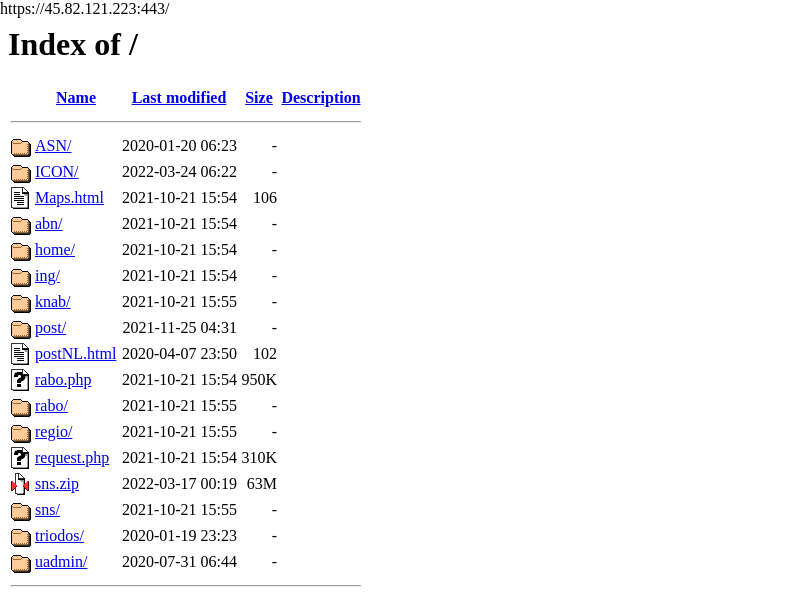 https://45.82.121.223:443/
Index of /
Name Last modified Size Description
ASN/ 2020-01-20 06:23 -
ICON/ 2022-03-24 06:22 -
Maps.html 2021-10-21 15:54 106
abn/ 2021-10-21 15:54 -
home/ 2021-10-21 15:54 -
ing/ 2021-10-21 15:54 -
knab/ 2021-10-21 15:55 -
post/ 2021-11-25 04:31 -
postNL.html 2020-04-07 23:50 102
rabo.php 2021-10-21 15:54 950K
rabo/ 2021-10-21 15:55 -
regio/ 2021-10-21 15:55 -
request.php 2021-10-21 15:54 310K
sns.zip 2022-03-17 00:19 63M
sns/ 2021-10-21 15:55 -
triodos/ 2020-01-19 23:23 -
uadmin/ 2020-07-31 06:44 -